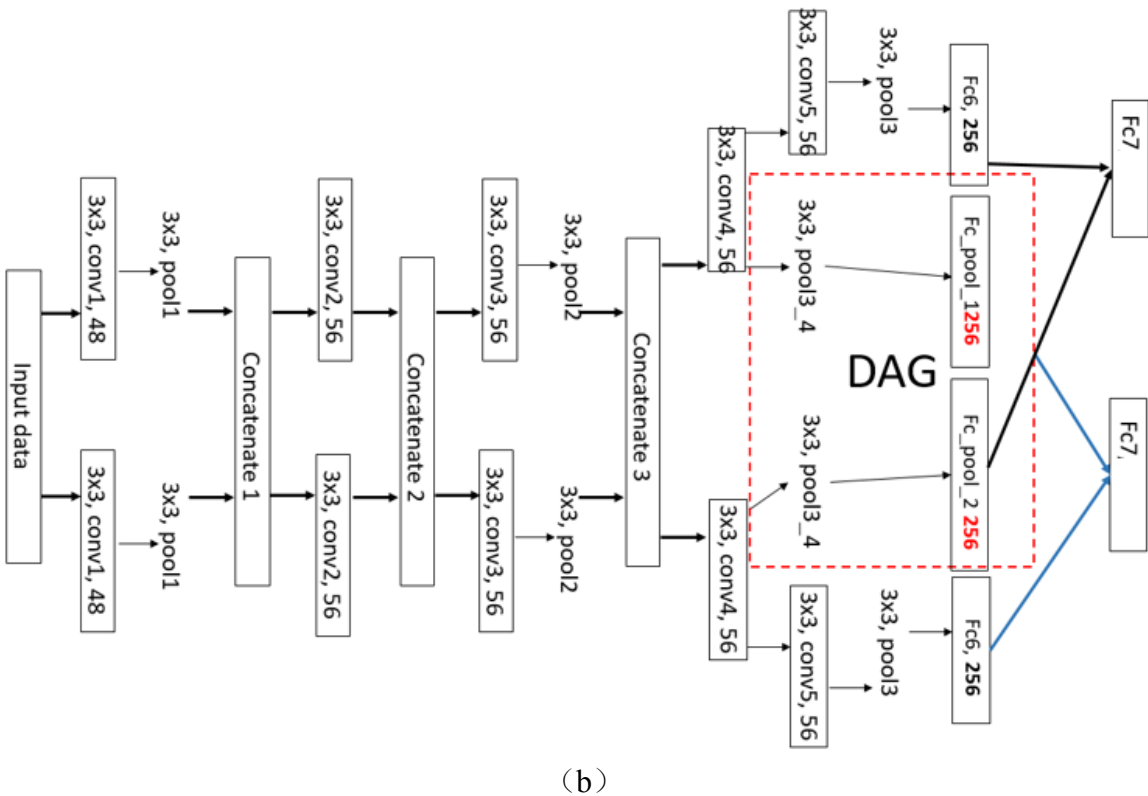 Input data
3x3, conv1, 48
3x3, pool1
3x3, conv1, 48
3x3, pool1
Concatenate 1
3x3, conv2, 56
3x3, conv2, 56
Concatenate 2
3x3, conv3, 56
3x3, pool2
3x3, conv3, 56
3x3, pool2
Concatenate 3
3x3, conv4, 56
3x3, conv5, 56
3x3, pool3
Fc6, 256
3x3, pool3_4
Fc_pool_1256
DAG
3x3, pool3_4
Fc_pool_2 256
3x3, conv4, 56
3x3, conv5, 56
3x3, pool3
Fc6, 256
Fc7
Fc7,
(b)